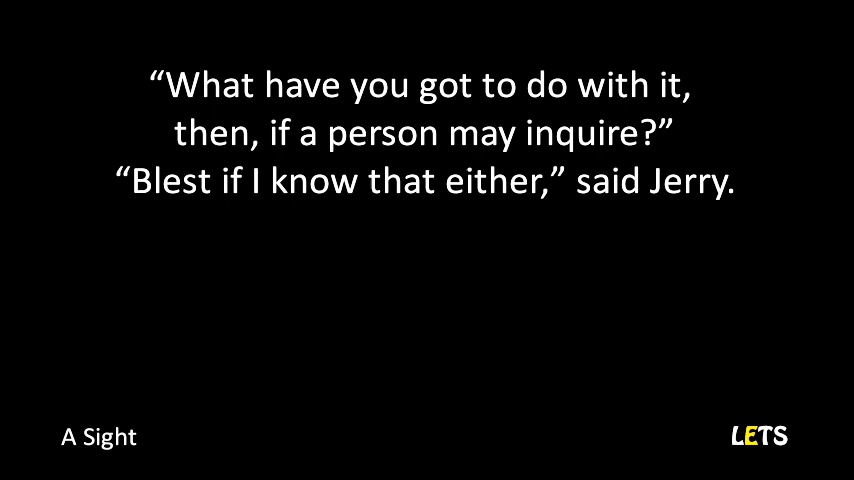 “What have you got to do with it,
then, if a person may inquire?”
“Blest if I know that either,” said Jerry.
A Sight
LETS